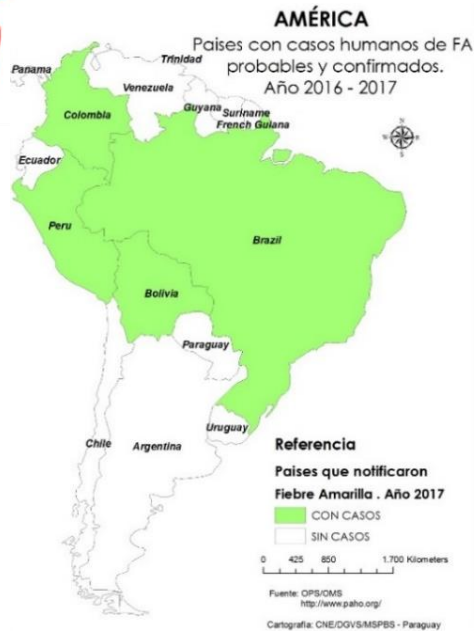 AMÉRICA
Paises con casos humanos de FA
probables y confirmados.
Año 2016 - 2017
Panama
Trinidad
Venezuela
Guyana
Suriname
French Guiana
Colombia
Ecuador
Peru
Brazil
Bolivia
Paraguay
Uruguay
Chile
Argentina
Referencia
Paises que notificaron
Fiebre Amarilla . Año 2017
CON CASOS
SIN CASOS
0 425 850 1.700 Kilometers
Fuente: OPS/OMS
http://www.paho.org/
Cartografía: CNE/DGVS/MSPBS - Paraguay